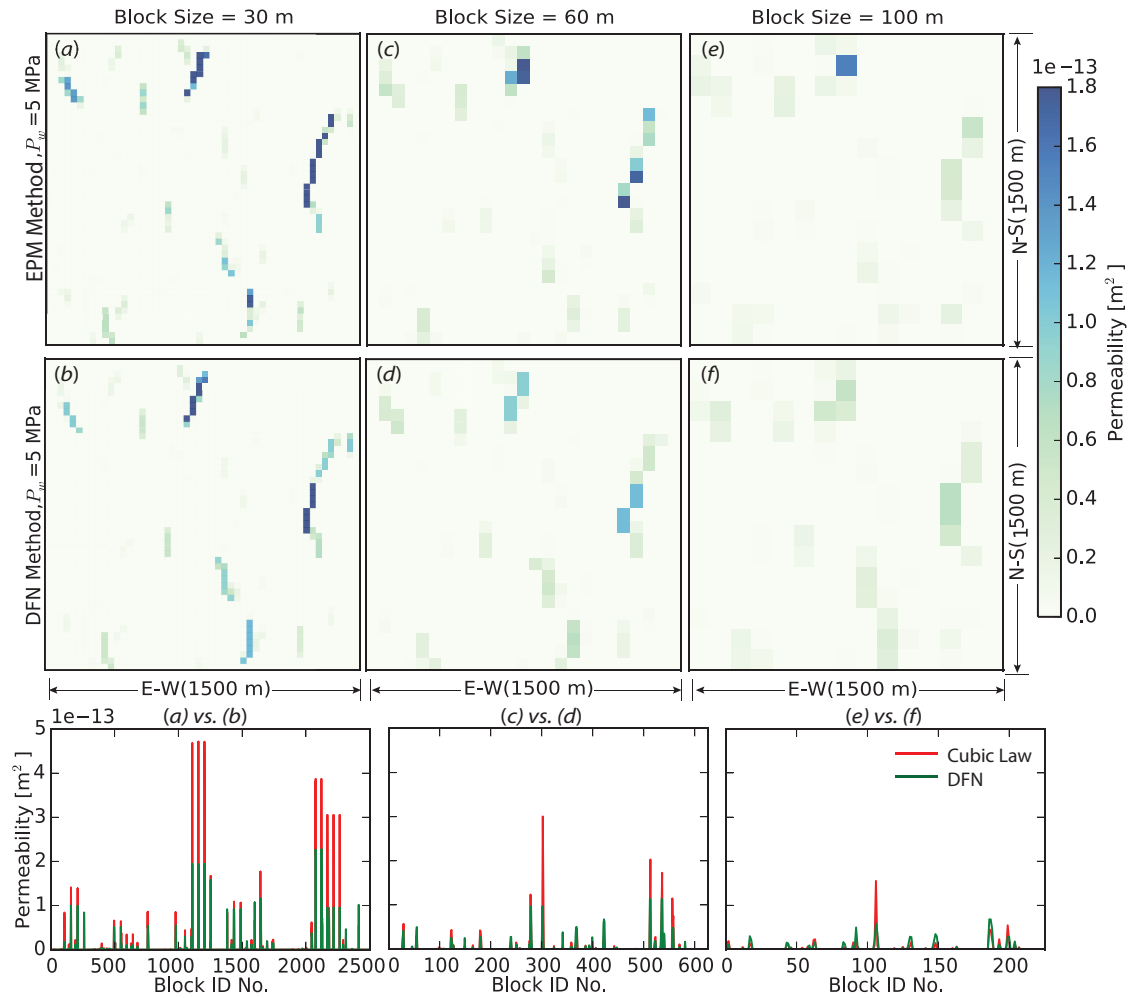 Block Size = 30 m
Block Size = 60 m
Block Size = 100 m
EPM Method, P_w =5 MPa
(a)
(c)
(e)
N-S(1500 m)
1e−13
1.8
1.6
1.4
1.2
1.0
0.8
0.6
0.4
0.2
0.0
Permeability [m²]
DFN Method, P_w =5 MPa
(b)
(d)
(f)
N-S(1500 m)
E-W(1500 m)
E-W(1500 m)
E-W(1500 m)
(a) vs. (b)
(c) vs. (d)
(e) vs. (f)
1e−13
Permeability [m²]
5
4
3
3
1
0
Cubic Law
DFN
0 500 1000 1500 2000 2500
0 100 200 300 400 500 600
0 50 100 150 200
Block ID No.
Block ID No.
Block ID No.